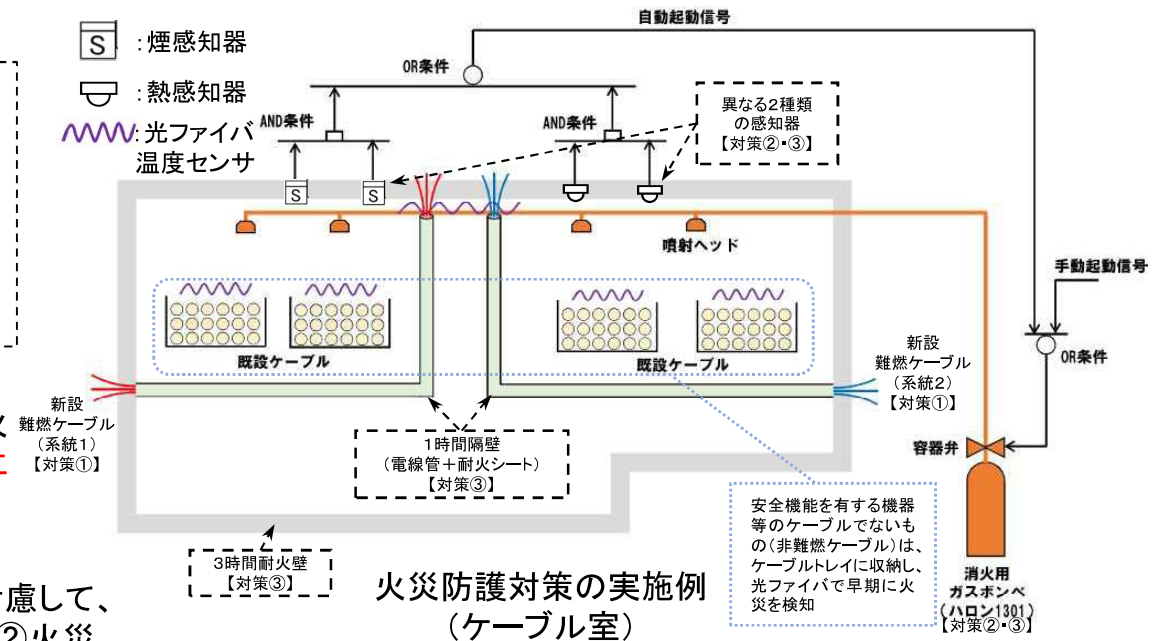 自動起動信号
S :煙感知器
OR条件
:熱感知器
:光ファイバ
温度センサ
AND条件
AND条件
異なる2種類
の感知器
【対策②・③】
S
S
噴射ヘッド
手動起動信号
OR条件
既設ケーブル
既設ケーブル
新設
難燃ケーブル
(系統2)
【対策①】
新設
難燃ケーブル
(系統1)
【対策①】
1時間隔壁
(電線管+耐火シート)
【対策③】
容器弁
安全機能を有する機器
等のケーブルでないも
の(非難燃ケーブル)は、
ケーブルトレイに収納し、
光ファイバで早期に火
災を検知
3時間耐火壁
【対策③】
消火用
ガスボンベ
(ハロン1301)
【対策②・③】
火災防護対策の実施例
(ケーブル室)
慮して、
②火災